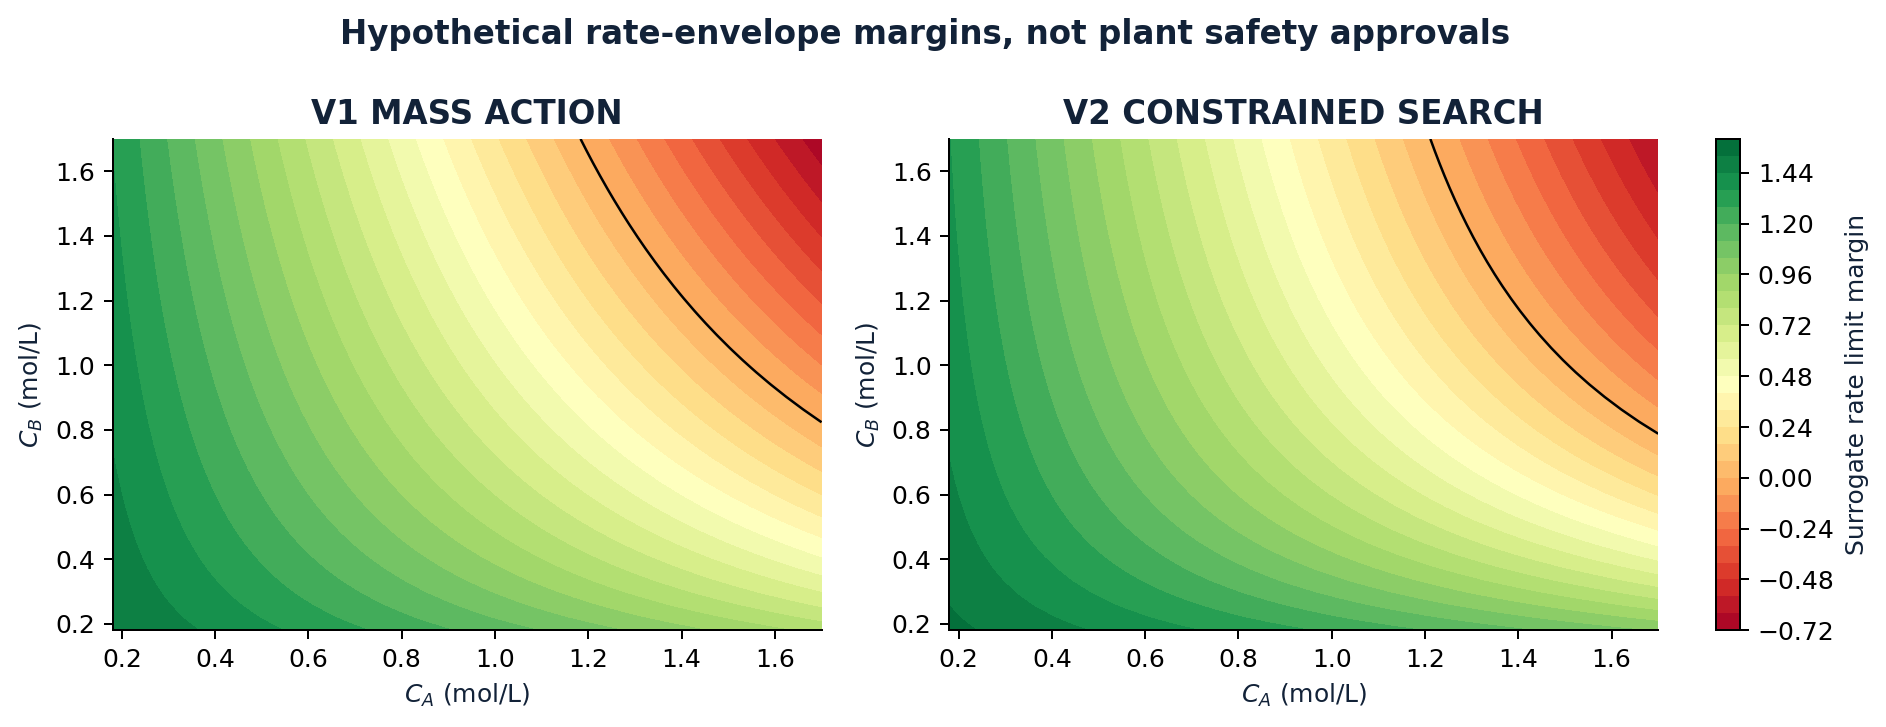 Hypothetical rate-envelope margins, not plant safety approvals
V1 MASS ACTION
1.6
1.4
1.2
1.0
0.8
0.6
0.4
0.2
C_B (mol/L)
0.2 0.4 0.6 0.8 1.0 1.2 1.4 1.6
C_A (mol/L)
V2 CONSTRAINED SEARCH
1.6
1.4
1.2
1.0
0.8
0.6
0.4
0.2
C_B (mol/L)
0.2 0.4 0.6 0.8 1.0 1.2 1.4 1.6
C_A (mol/L)
1.44
1.20
0.96
0.72
0.48
0.24
0.00
−0.24
−0.48
−0.72
Surrogate rate limit margin